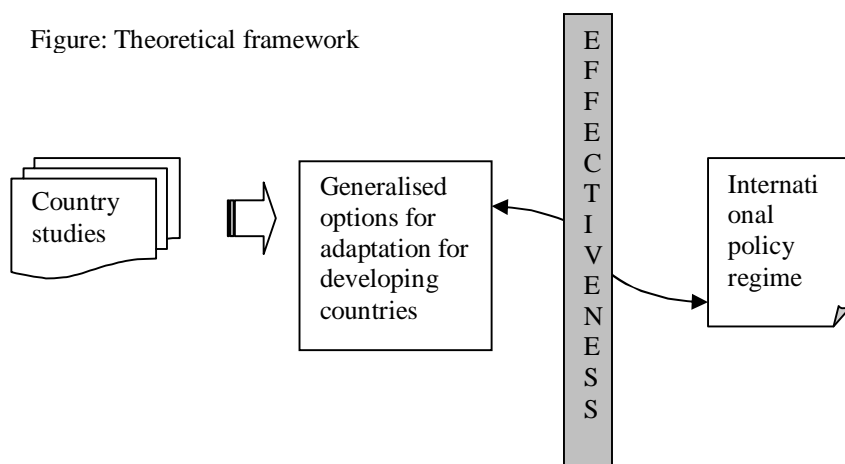 Figure: Theoretical framework
Country
studies
Generalised
options for
adaptation for
developing
countries
E
F
F
E
C
T
I
V
E
N
E
S
S
Internati
onal
policy
regime